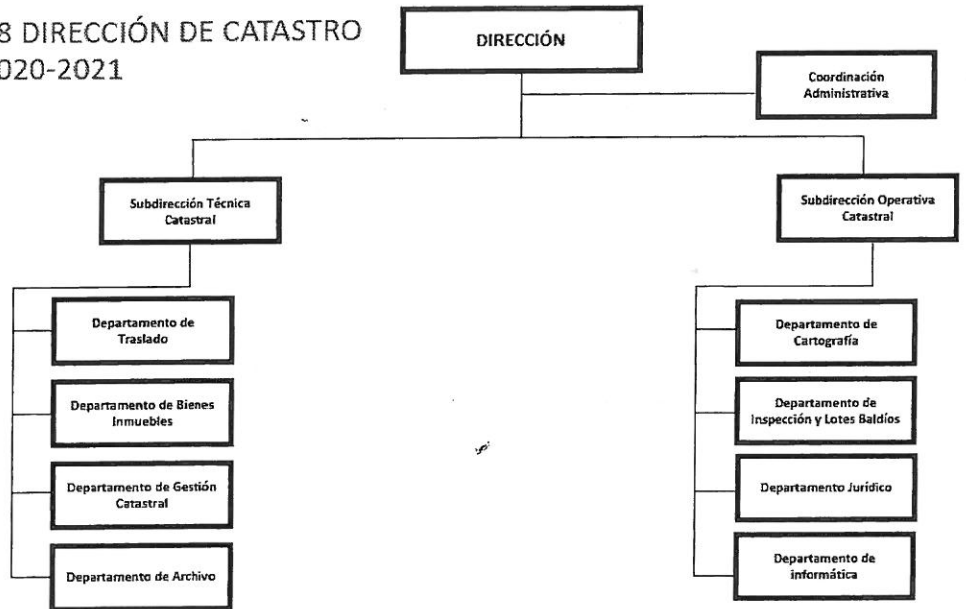 8 DIRECCIÓN DE CATASTRO
020-2021
DIRECCIÓN
Coordinación
Administrativa
Subdirección Técnica
Catastral
Subdirección Operativa
Catastral
Departamento de
Traslado
Departamento de Bienes
Inmuebles
Departamento de Gestión
Catastral
Departamento de Archivo
Departamento de
Cartografía
Departamento de
Inspección y Lotes Baldíos
Departamento Jurídico
Departamento de
informática